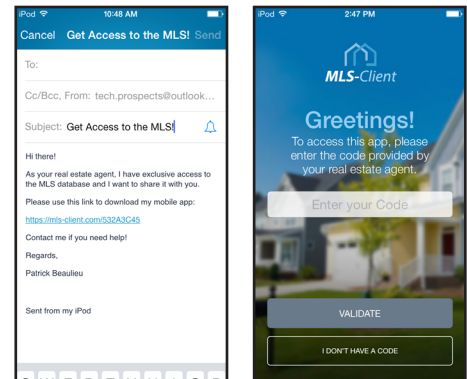 iPod 10:48 AM
Cancel Get Access to the MLS! Send
To:
Cc/Bcc, From: tech.prospects@outlook...
Subject: Get Access to the MLS!
Hi there!
As your real estate agent, I have exclusive access to
the MLS database and I want to share it with you.
Please use this link to download my mobile app:
https://mls-client.com/532A3C45
Contact me if you need help!
Regards,
Patrick Beaulieu
Sent from my iPod
iPod 2:47 PM
MLS-Client
Greetings!
To access this app, please
enter the code provided by
your real estate agent.
Enter your Code
VALIDATE
I DON'T HAVE A CODE